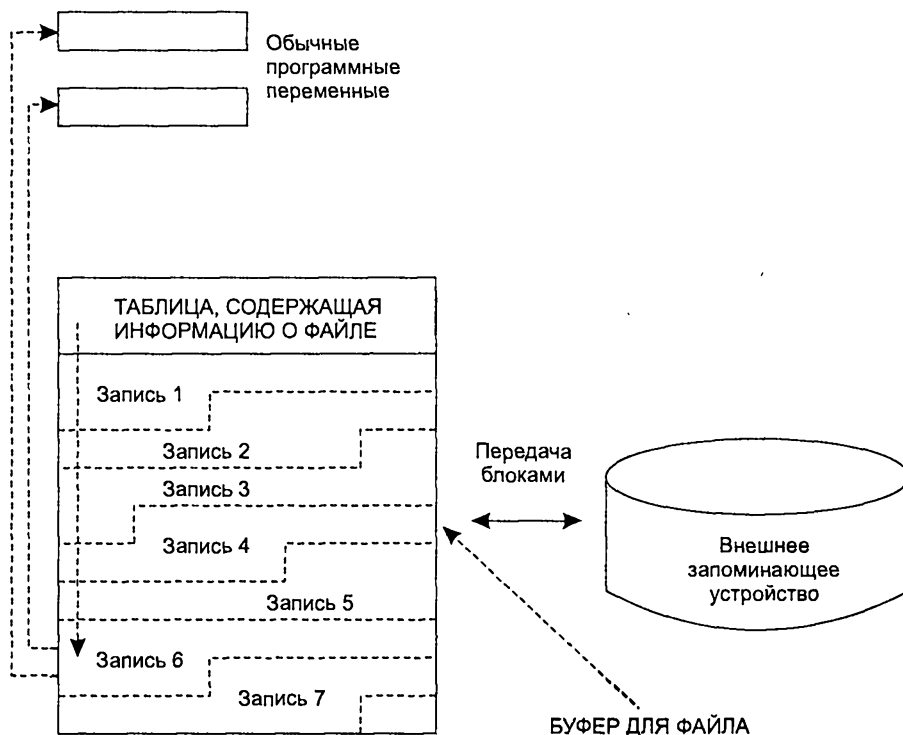 Обычные
программные
переменные
ТАБЛИЦА, СОДЕРЖАЩАЯ
ИНФОРМАЦИЮ О ФАЙЛЕ
Запись 1
Запись 2
Запись 3
Запись 4
Запись 5
Запись 6
Запись 7
Передача
блоками
Внешнее
запоминающее
устройство
БУФЕР ДЛЯ ФАЙЛА